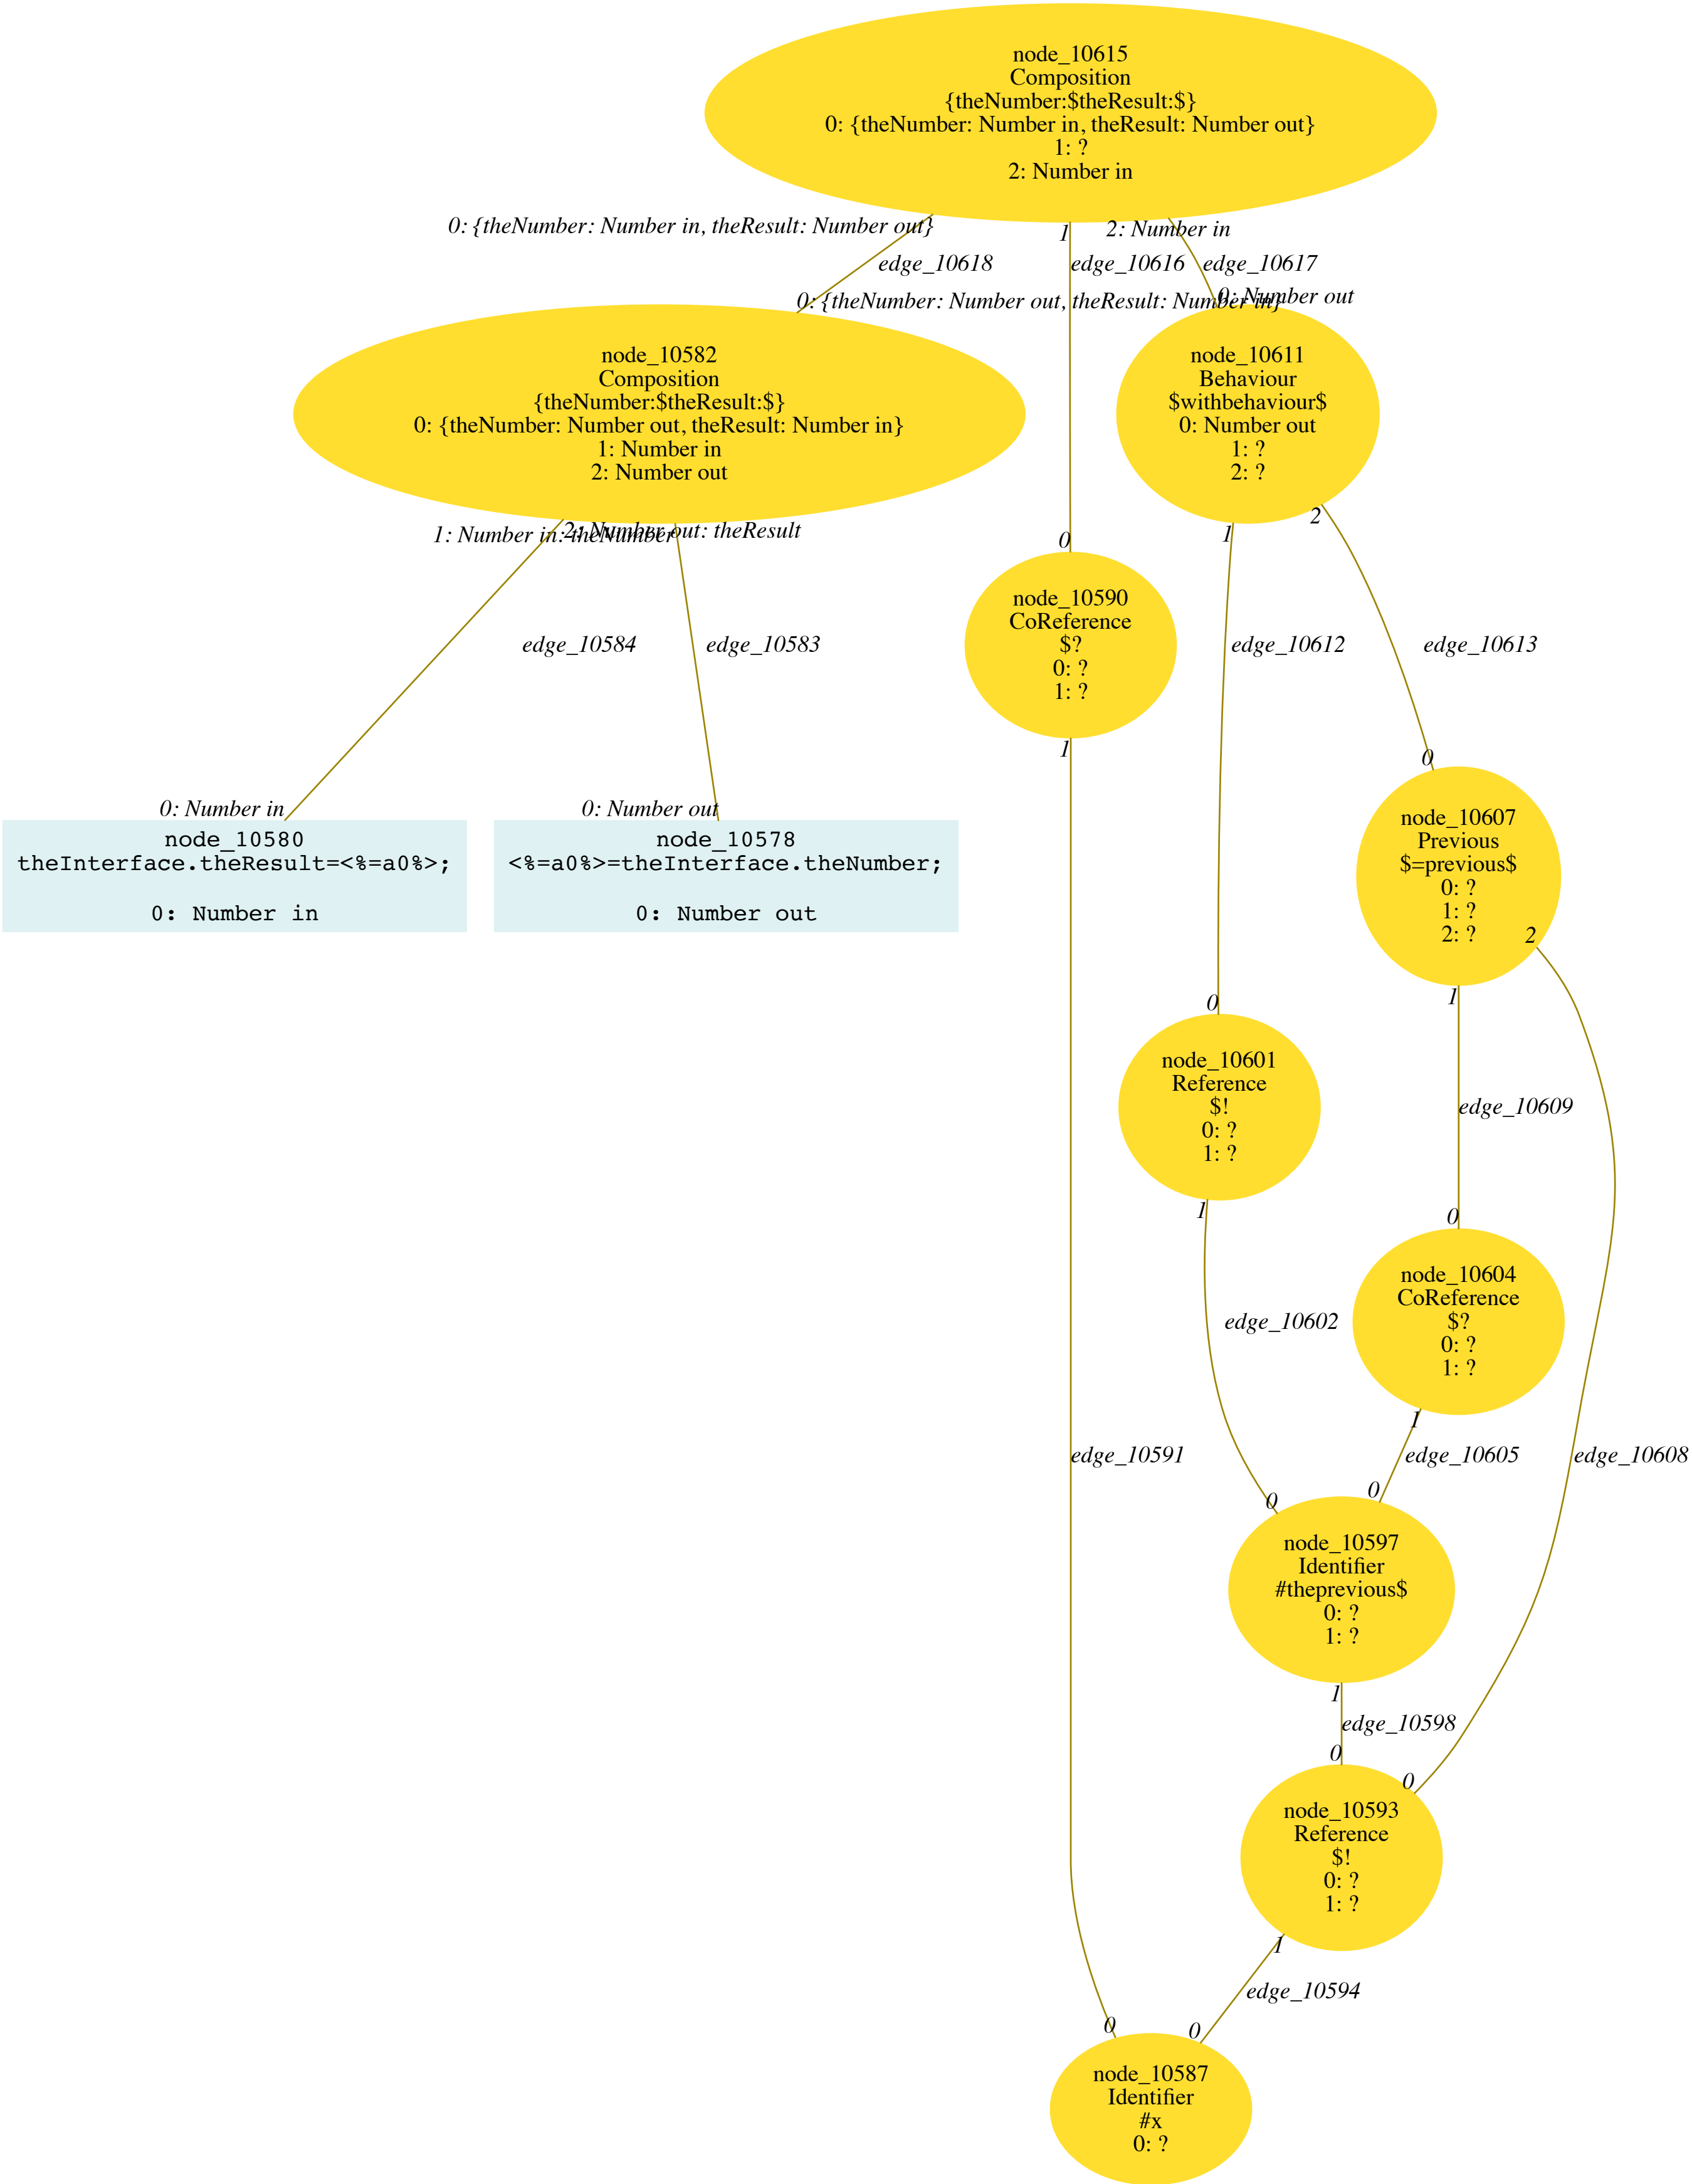 node_10615
Composition
{theNumber:$theResult:$}
0: {theNumber: Number in, theResult: Number out}
1: ?
2: Number in
0: {theNumber: Number in, theResult: Number out}
1
2: Number in
edge_10618
edge_10616
edge_10617
0: {theNumber: Number out, theResult: Number in}
0: Number out
node_10582
Composition
{theNumber:$theResult:$}
0: {theNumber: Number out, theResult: Number in}
1: Number in
2: Number out
node_10611
Behaviour
$withbehaviour$
0: Number out
1: ?
2: ?
1: Number in: theNumber
2: Number out: theResult
0
1
2
node_10590
CoReference
$?
0: ?
1: ?
edge_10584
edge_10583
edge_10612
edge_10613
1
0
0: Number in
0: Number out
node_10580
theInterface.theResult=<%=a0%>;
0: Number in
node_10578
<%=a0%>=theInterface.theNumber;
0: Number out
node_10607
Previous
$=previous$
0: ?
1: ?
2: ?
2
1
0
node_10601
Reference
$!
0: ?
1: ?
edge_10609
1
0
node_10604
CoReference
$?
0: ?
1: ?
edge_10602
1
edge_10591
edge_10605
edge_10608
0
0
node_10597
Identifier
#theprevious$
0: ?
1: ?
1
edge_10598
0
0
node_10593
Reference
$!
0: ?
1: ?
1
edge_10594
0
0
node_10587
Identifier
#x
0: ?